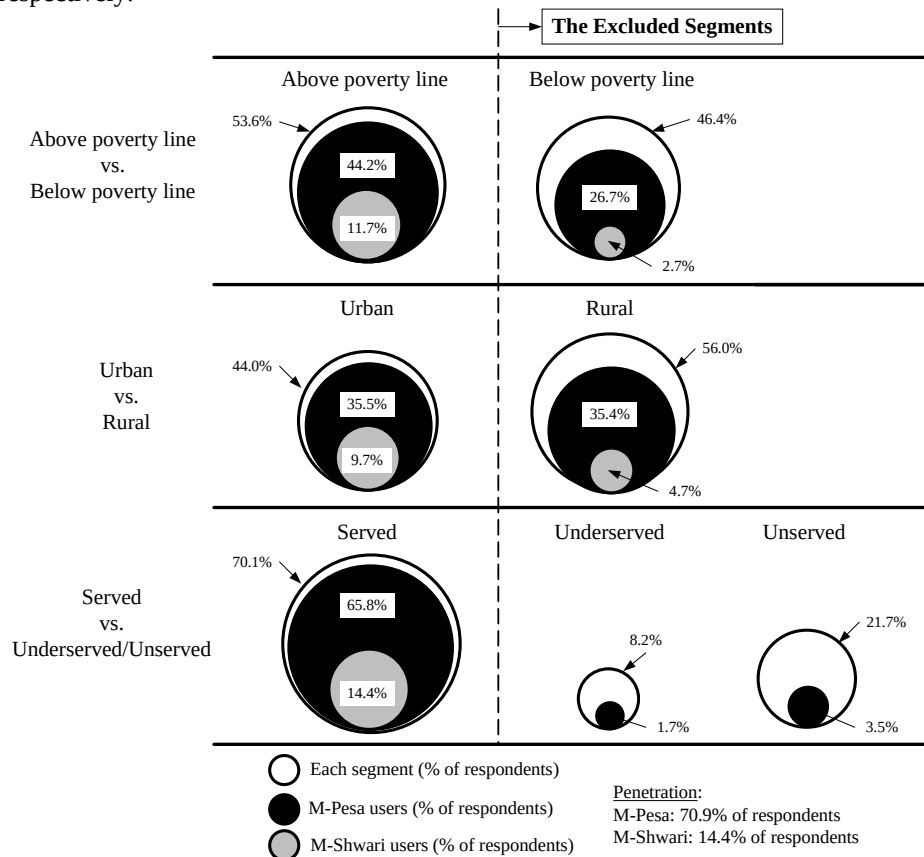 respectively.
The Excluded Segments
Above poverty line
Below poverty line
53.6%
46.4%
Above poverty line
vs.
Below poverty line
44.2%
26.7%
11.7%
2.7%
Urban
Rural
44.0%
56.0%
Urban
vs.
Rural
35.5%
35.4%
9.7%
4.7%
Served
Underserved
Unserved
70.1%
65.8%
Served
vs.
Underserved/Unserved
8.2%
21.7%
14.4%
1.7%
3.5%
Each segment (% of respondents)
M-Pesa users (% of respondents)
M-Shwari users (% of respondents)
Penetration:
M-Pesa: 70.9% of respondents
M-Shwari: 14.4% of respondents